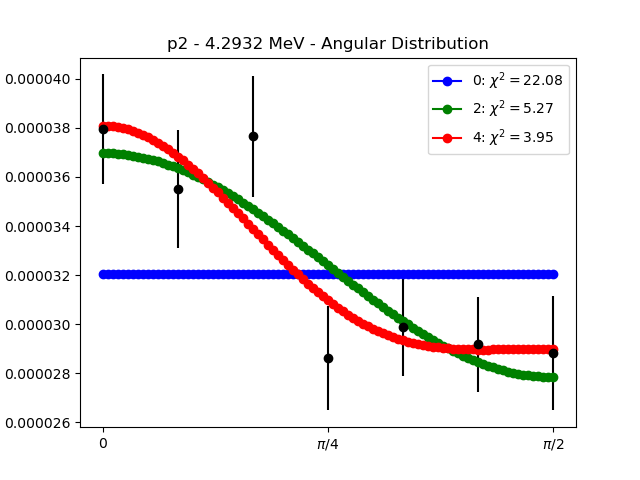 p2 - 4.2932 MeV - Angular Distribution
0.000040
0.000038
0.000036
0.000034
0.000032
0.000030
0.000028
0.000026
0
π/4
π/2
0: χ² = 22.08
2: χ² = 5.27
4: χ² = 3.95